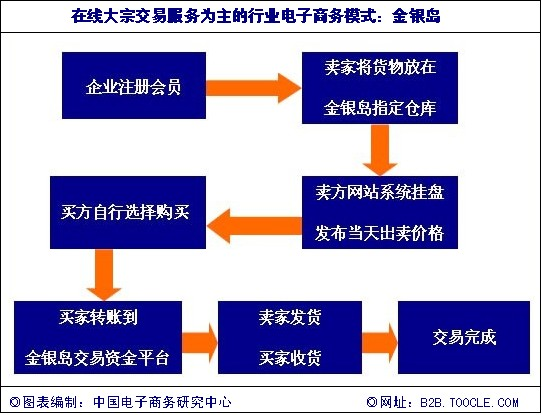 在线大宗交易服务为主的行业电子商务模式：金银岛
企业注册会员
卖家将货物放在
金银岛指定仓库
卖方网站系统挂盘
发布当天出卖价格
买方自行选择购买
买家转账到
金银岛交易资金平台
卖家发货
买家收货
交易完成
◎图表编制：中国电子商务研究中心
◎网址：B2B.TOOCLE.COM